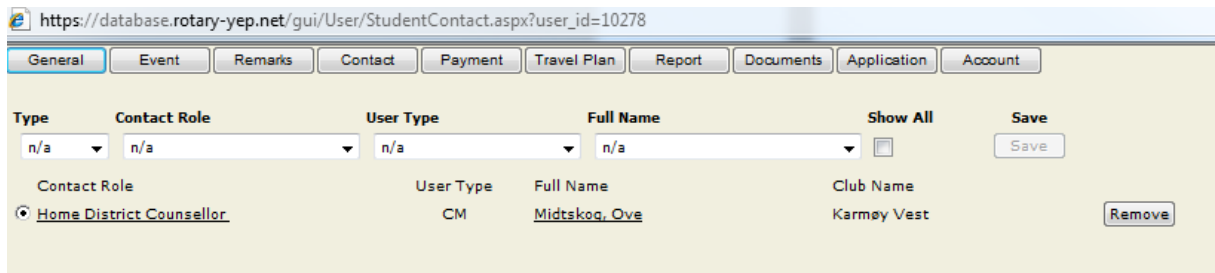 https://database.rotary-yep.net/gui/User/StudentContact.aspx?user_id=10278
General Event Remarks Contact Payment Travel Plan Report Documents Application Account
Type Contact Role User Type Full Name Show All Save
n/a n/a n/a n/a Save
Contact Role User Type Full Name Club Name
Home District Counsellor CM Midtskog, Ove Karmøy Vest Remove